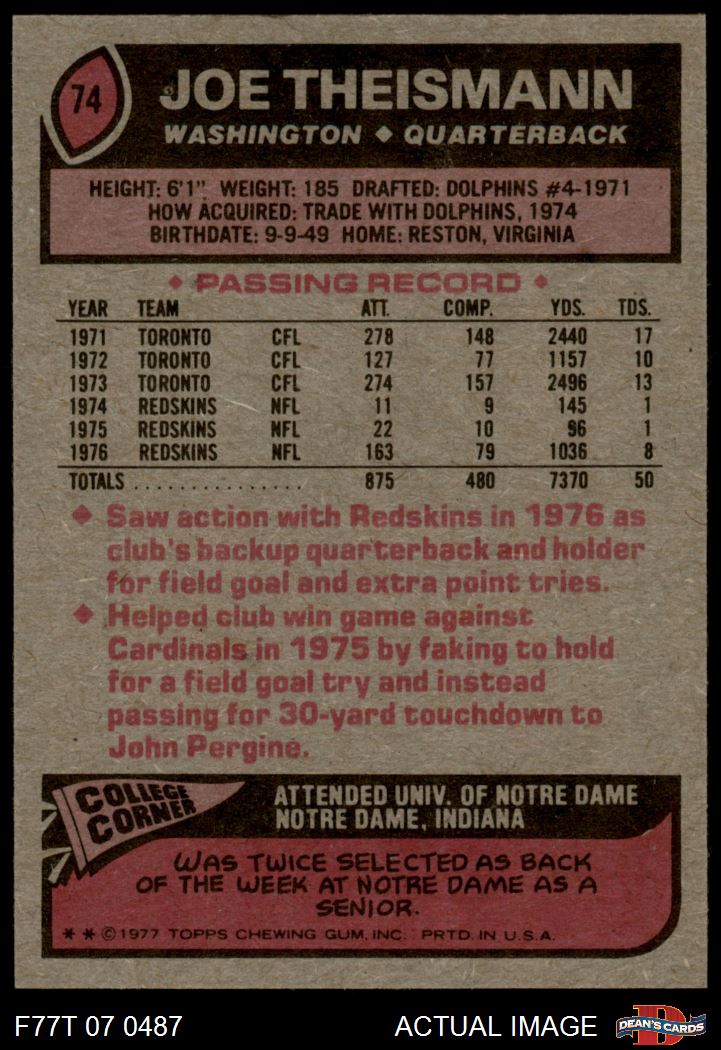 74
JOE THEISMANN
WASHINGTON ◆ QUARTERBACK
HEIGHT: 6'1" WEIGHT: 185 DRAFTED: DOLPHINS #4-1971
HOW ACQUIRED: TRADE WITH DOLPHINS, 1974
BIRTHDATE: 9-9-49 HOME: RESTON, VIRGINIA
◆ PASSING RECORD ◆
YEAR TEAM ATT. COMP. YDS. TDS.
1971 TORONTO CFL 278 148 2440 17
1972 TORONTO CFL 127 77 1157 10
1973 TORONTO CFL 274 157 2496 13
1974 REDSKINS NFL 11 9 145 1
1975 REDSKINS NFL 22 10 96 1
1976 REDSKINS NFL 163 79 1036 8
TOTALS . . . . . . . . . . . . . . . 875 480 7370 50
◆ Saw action with Redskins in 1976 as
club's backup quarterback and holder
for field goal and extra point tries.
◆ Helped club win game against
Cardinals in 1975 by faking to hold
for a field goal try and instead
passing for 30-yard touchdown to
John Pergine.
COLLEGE
CORNER
ATTENDED UNIV. OF NOTRE DAME
NOTRE DAME, INDIANA
WAS TWICE SELECTED AS BACK
OF THE WEEK AT NOTRE DAME AS A
SENIOR.
* * © 1977 TOPPS CHEWING GUM, INC. PRTD. IN U.S.A.
F77T 07 0487 ACTUAL IMAGE
D
DEAN'S CARDS